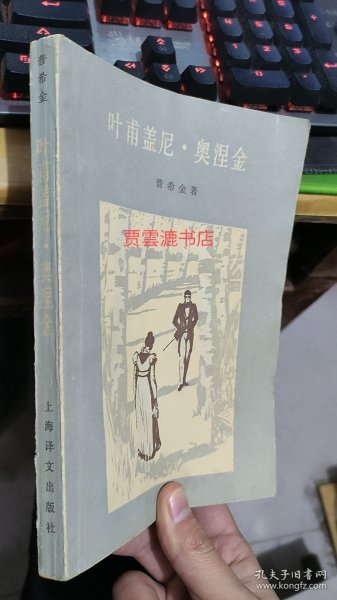 叶甫盖尼·奥涅金
普希金著
贾雲漉书店
普希金
叶甫盖尼·奥涅金
上海译文出版社
孔夫子旧书网
www.kongfz.com